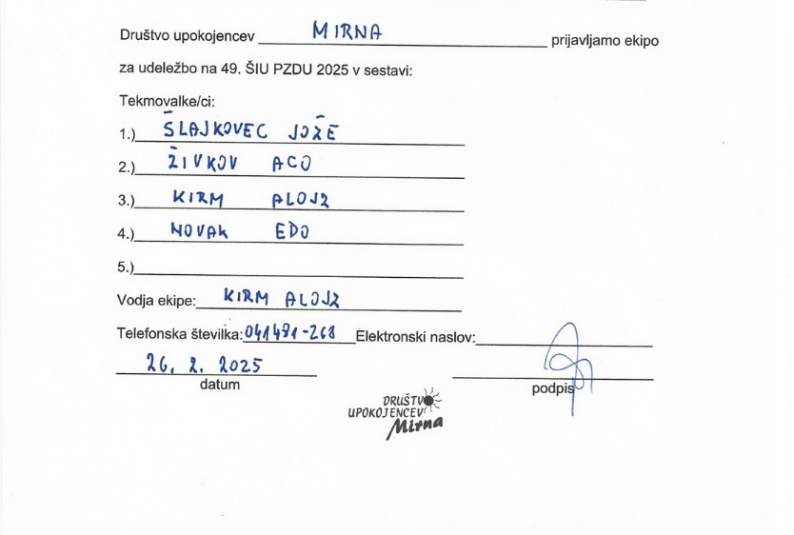 Društvo upokojencev MIRNA prijavljamo ekipo
za udeležbo na 49. ŠIU PZDU 2025 v sestavi:
Tekmovalke/ci:
1.) ŠLAJKOVEC JOŽE
2.) ŽIVKOV ACO
3.) KIRM ALOJZ
4.) NOVAK EDO
5.)
Vodja ekipe: KIRM ALOJZ
Telefonska številka: 041491-268 Elektronski naslov:
26. 2. 2025
datum podpis
DRUŠTVO
UPOKOJENCEV
Mirna